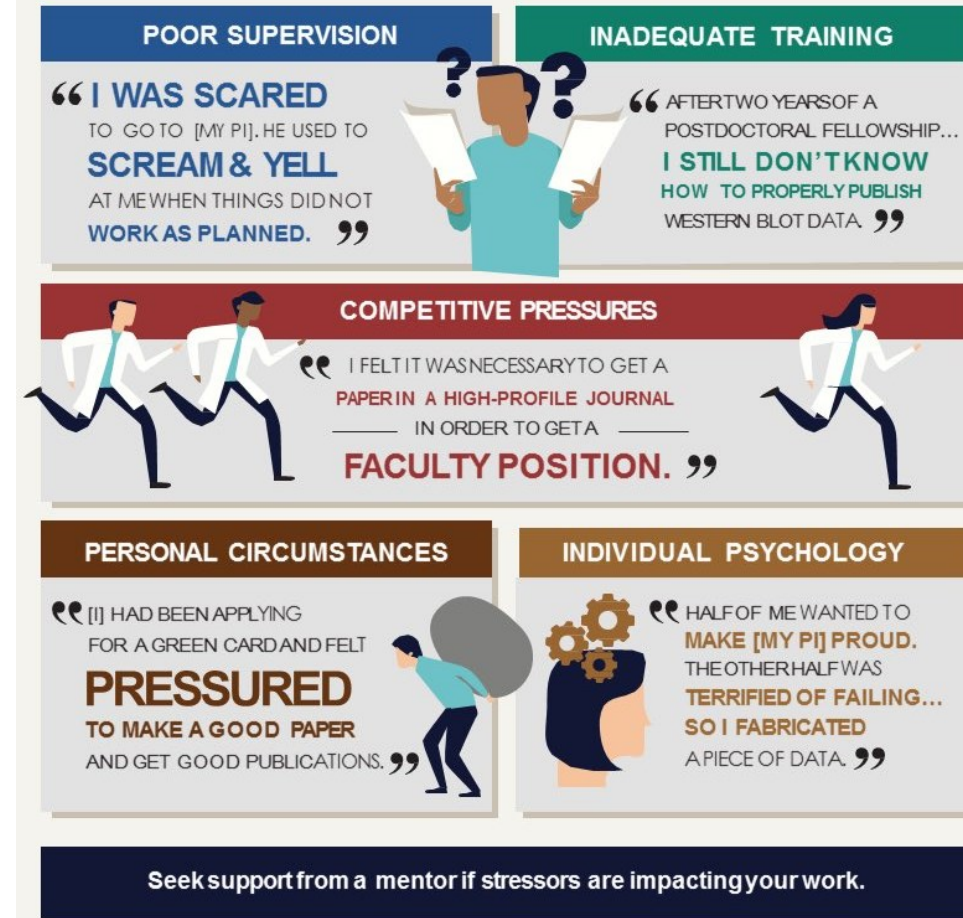 POOR SUPERVISION
“I WAS SCARED
TO GO TO [MY PI]. HE USED TO
SCREAM & YELL
AT ME WHEN THINGS DID NOT
WORK AS PLANNED. ”
INADEQUATE TRAINING
“ AFTER TWO YEARS OF A
POSTDOCTORAL FELLOWSHIP...
I STILL DON'T KNOW
HOW TO PROPERLY PUBLISH
WESTERN BLOT DATA. ”
? ?
COMPETITIVE PRESSURES
“ I FELT IT WAS NECESSARY TO GET A
PAPER IN A HIGH-PROFILE JOURNAL
IN ORDER TO GET A
FACULTY POSITION. ”
PERSONAL CIRCUMSTANCES
“ [I] HAD BEEN APPLYING
FOR A GREEN CARD AND FELT
PRESSURED
TO MAKE A GOOD PAPER
AND GET GOOD PUBLICATIONS. ”
INDIVIDUAL PSYCHOLOGY
“ HALF OF ME WANTED TO
MAKE [MY PI] PROUD.
THE OTHER HALF WAS
TERRIFIED OF FAILING...
SO I FABRICATED
A PIECE OF DATA. ”
Seek support from a mentor if stressors are impacting your work.